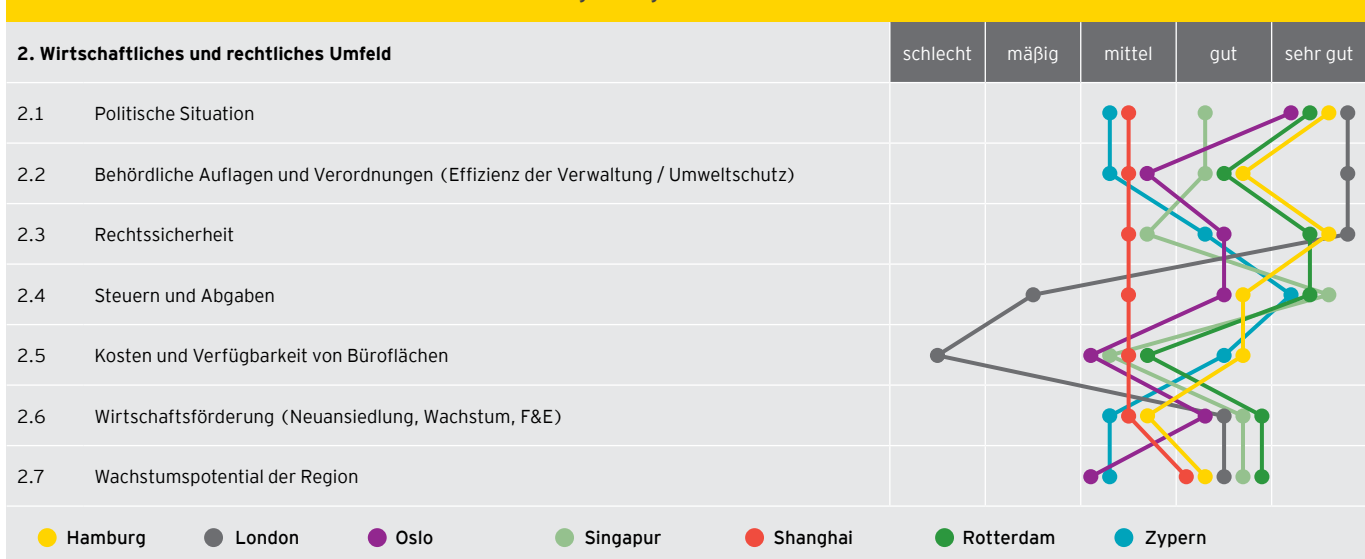 2. Wirtschaftliches und rechtliches Umfeld schlecht mäßig mittel gut sehr gut
2.1 Politische Situation
2.2 Behördliche Auflagen und Verordnungen (Effizienz der Verwaltung / Umweltschutz)
2.3 Rechtssicherheit
2.4 Steuern und Abgaben
2.5 Kosten und Verfügbarkeit von Büroflächen
2.6 Wirtschaftsförderung (Neuansiedlung, Wachstum, F&E)
2.7 Wachstumspotential der Region
Hamburg London Oslo Singapur Shanghai Rotterdam Zypern